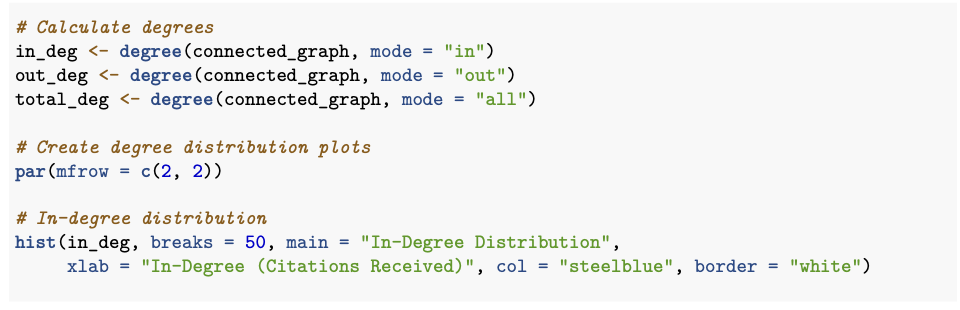 # Calculate degrees
in_deg <- degree(connected_graph, mode = "in")
out_deg <- degree(connected_graph, mode = "out")
total_deg <- degree(connected_graph, mode = "all")
# Create degree distribution plots
par(mfrow = c(2, 2))
# In-degree distribution
hist(in_deg, breaks = 50, main = "In-Degree Distribution",
     xlab = "In-Degree (Citations Received)", col = "steelblue", border = "white")